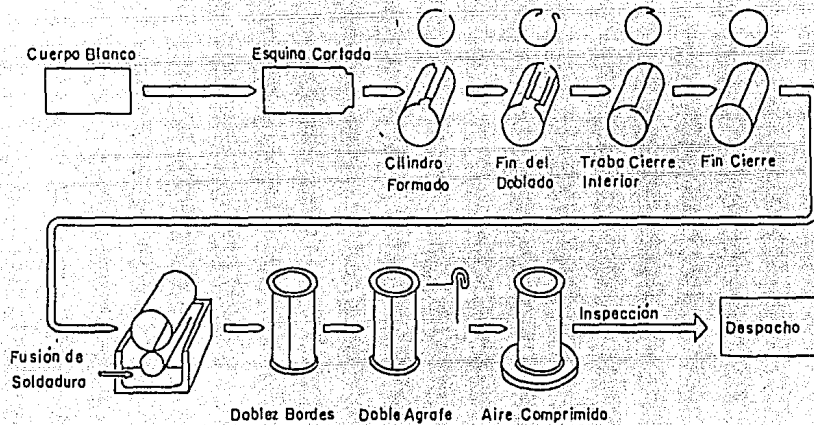 Cuerpo Blanco
Esquina Cortada
Cilindro
Formado
Fin del
Doblado
Traba Cierre
Interior
Fin Cierre
Fusión de
Soldadura
Doblez Bordes
Doble Agrafe
Aire Comprimido
Inspección
Despacho